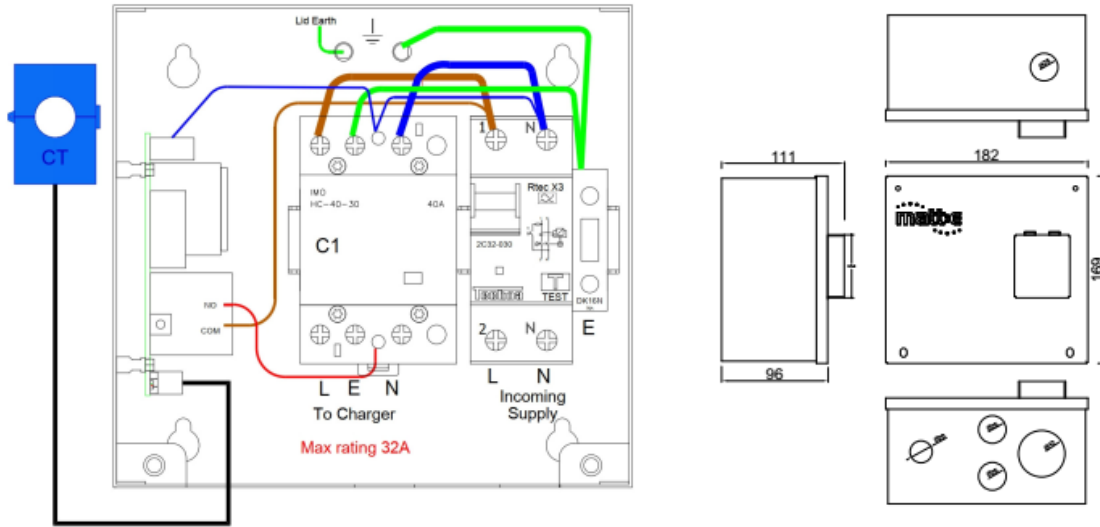 Lid Earth
CT
IMO
HC-40-30 40A
C1
NO
COM
1 N
Rtec X3
2C32-030
TEST
DK16N
E
2 N
L E N
To Charger
Max rating 32A
L N
Incoming
Supply
111
96
182
169
matt:e